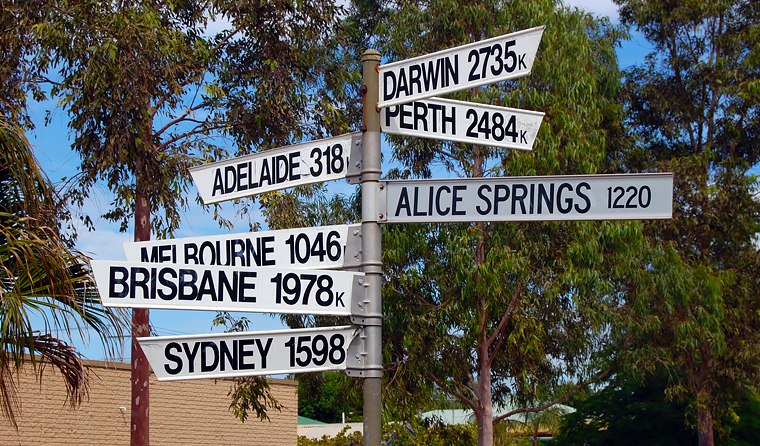 DARWIN 2735K
PERTH 2484K
ADELAIDE 318
ALICE SPRINGS 1220
MELBOURNE 1046
BRISBANE 1978K
SYDNEY 1598